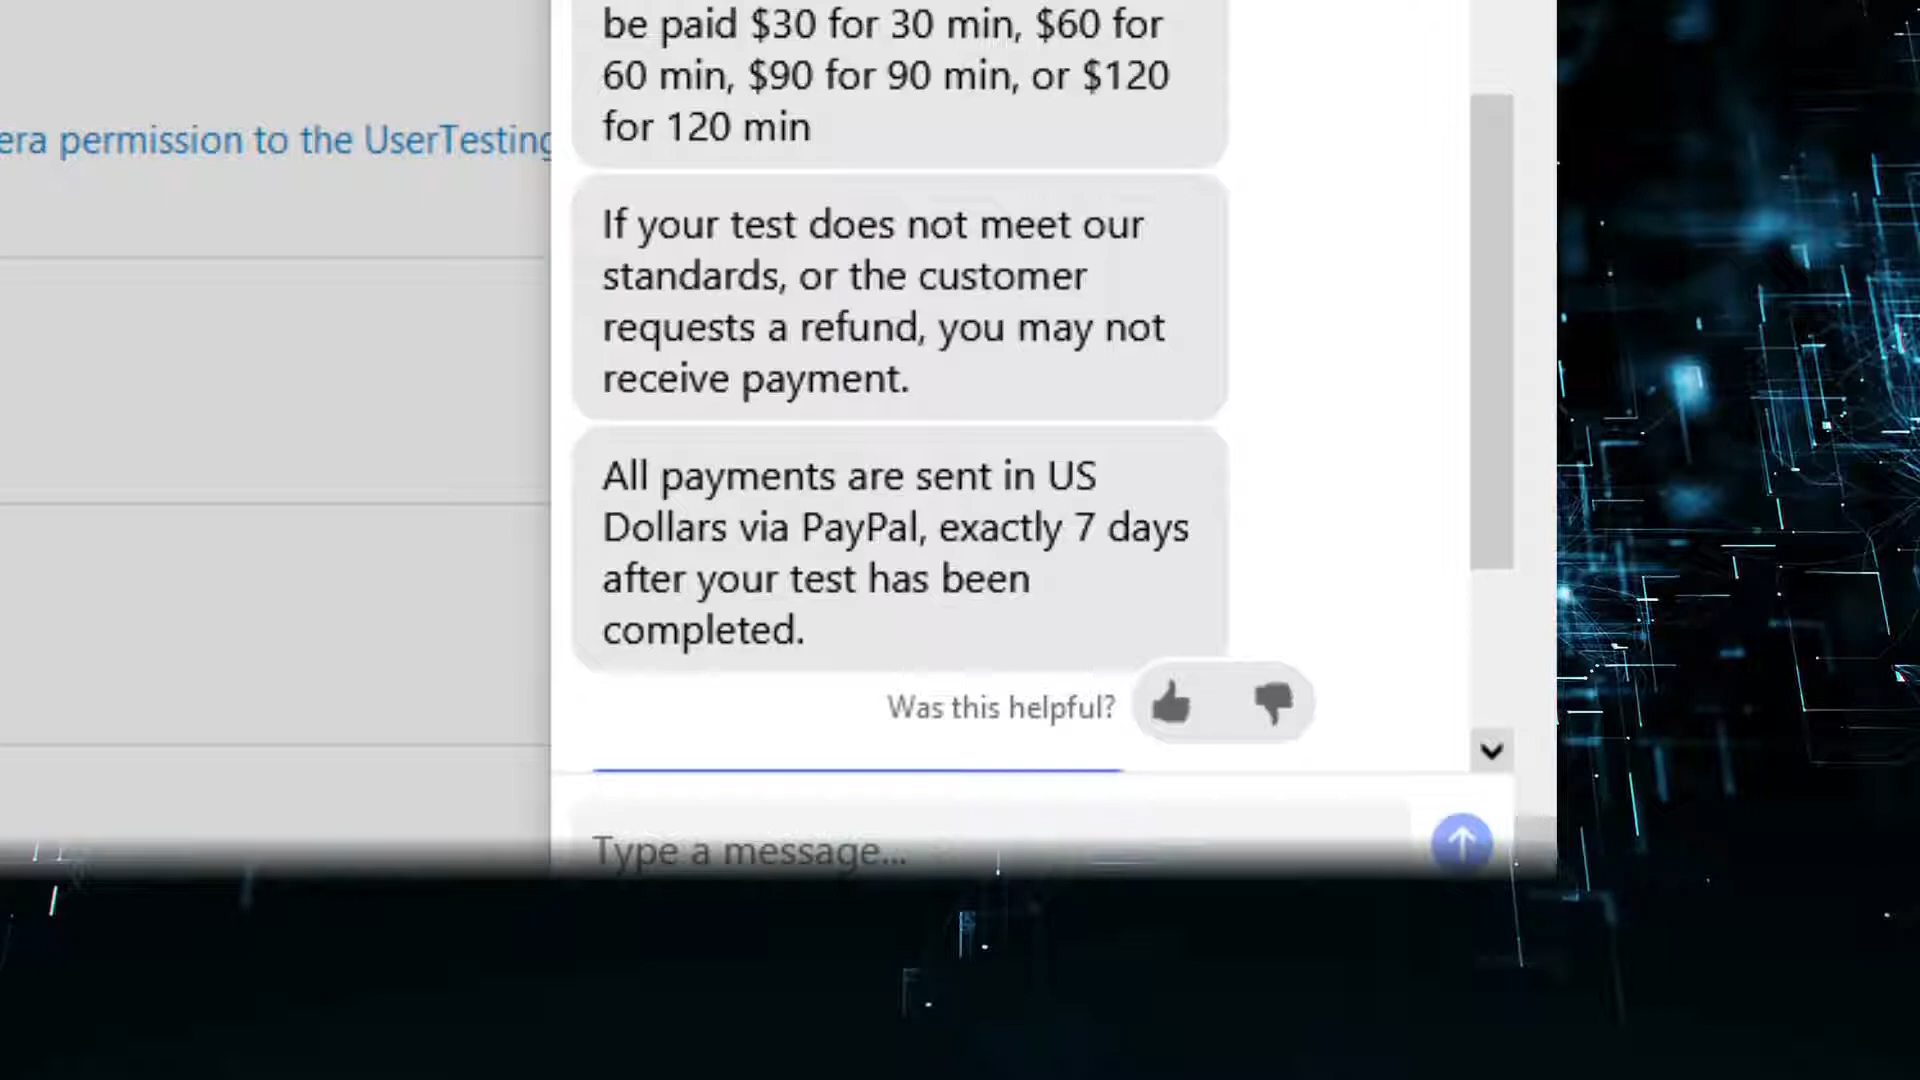 be paid $30 for 30 min, $60 for
60 min, $90 for 90 min, or $120
for 120 min
era permission to the UserTesting
If your test does not meet our
standards, or the customer
requests a refund, you may not
receive payment.
All payments are sent in US
Dollars via PayPal, exactly 7 days
after your test has been
completed.
Was this helpful?
Type a message...